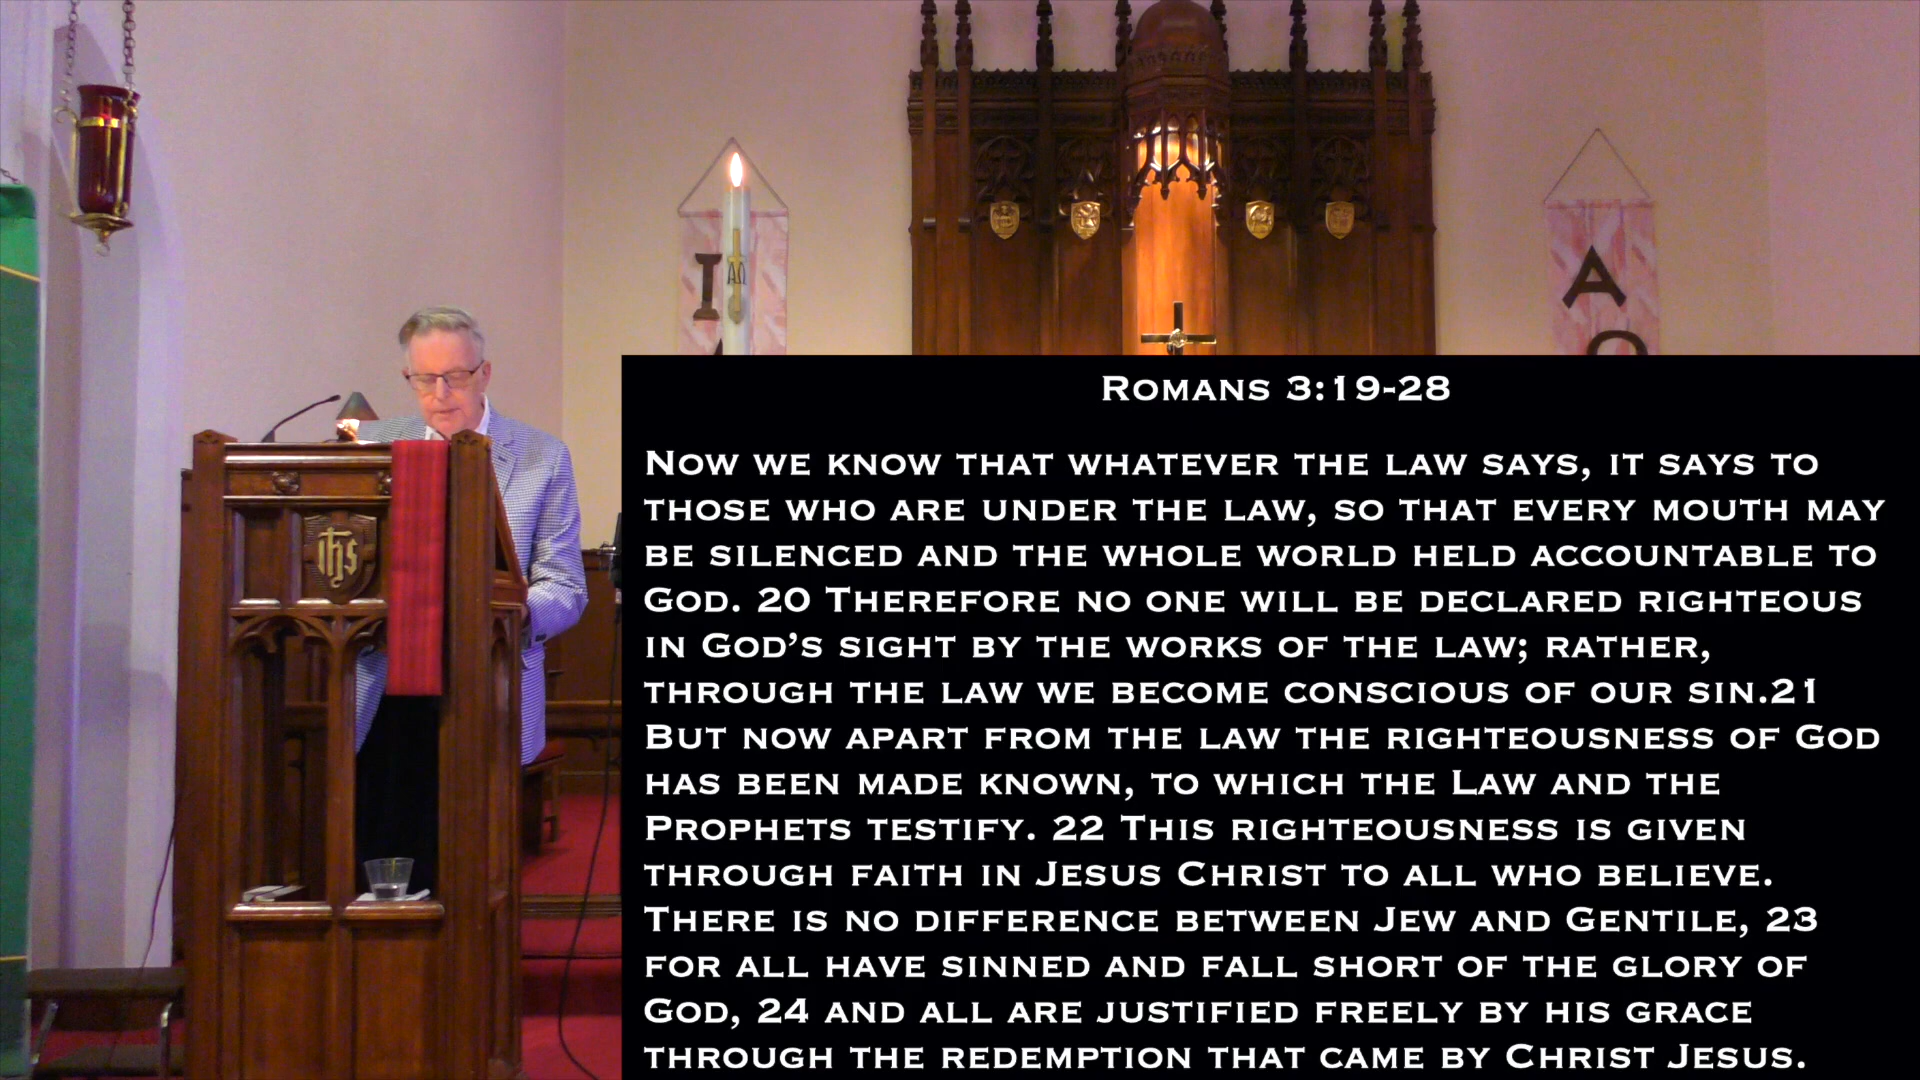 I
ΑΩ
A
Ω
ihs
Romans 3:19-28
Now we know that whatever the law says, it says to
those who are under the law, so that every mouth may
be silenced and the whole world held accountable to
God. 20 Therefore no one will be declared righteous
in God’s sight by the works of the law; rather,
through the law we become conscious of our sin.21
But now apart from the law the righteousness of God
has been made known, to which the Law and the
Prophets testify. 22 This righteousness is given
through faith in Jesus Christ to all who believe.
There is no difference between Jew and Gentile, 23
for all have sinned and fall short of the glory of
God, 24 and all are justified freely by his grace
through the redemption that came by Christ Jesus.